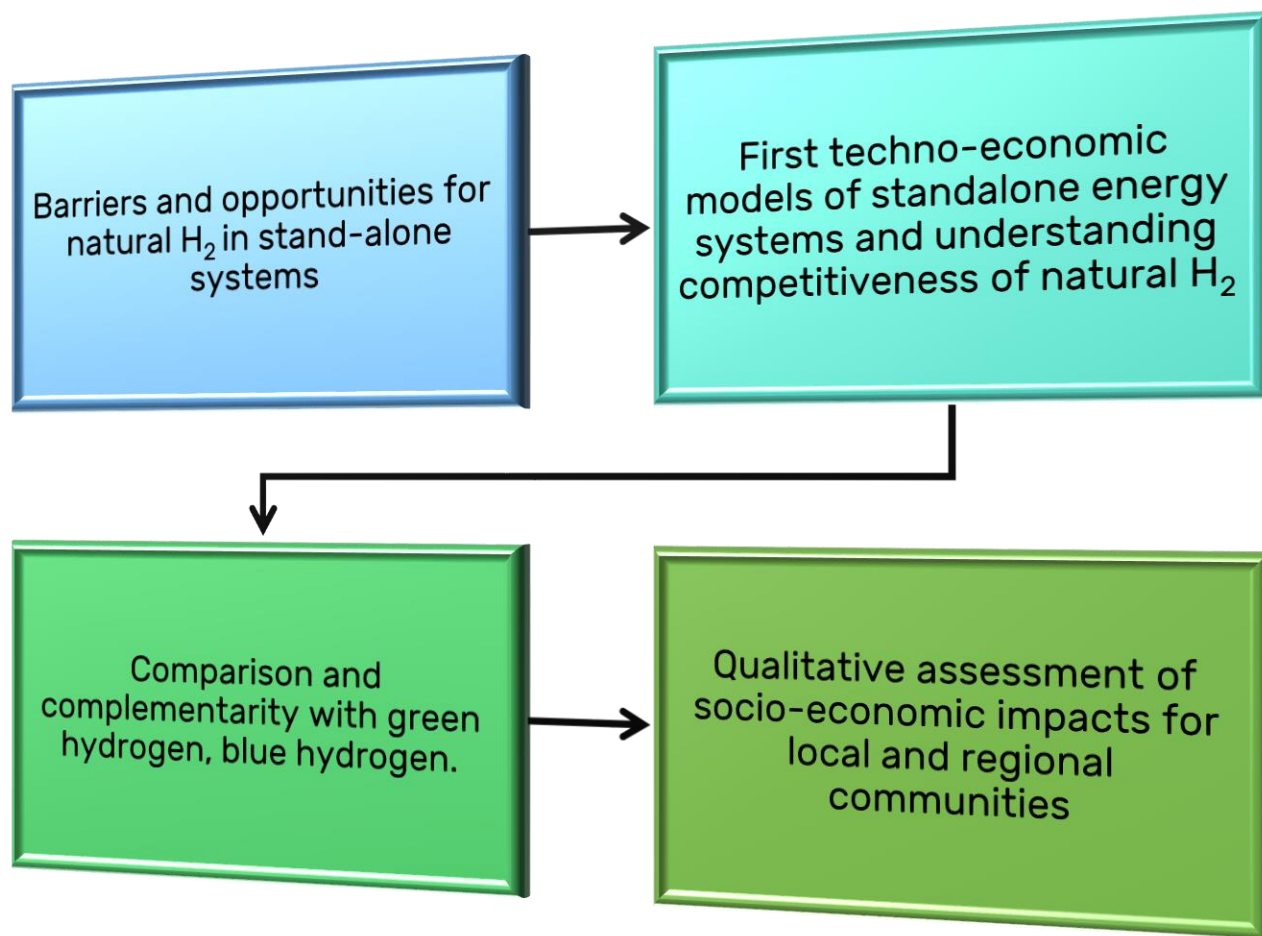 Barriers and opportunities for
natural H₂ in stand-alone
systems
First techno-economic
models of standalone energy
systems and understanding
competitiveness of natural H₂
Comparison and
complementarity with green
hydrogen, blue hydrogen.
Qualitative assessment of
socio-economic impacts for
local and regional
communities